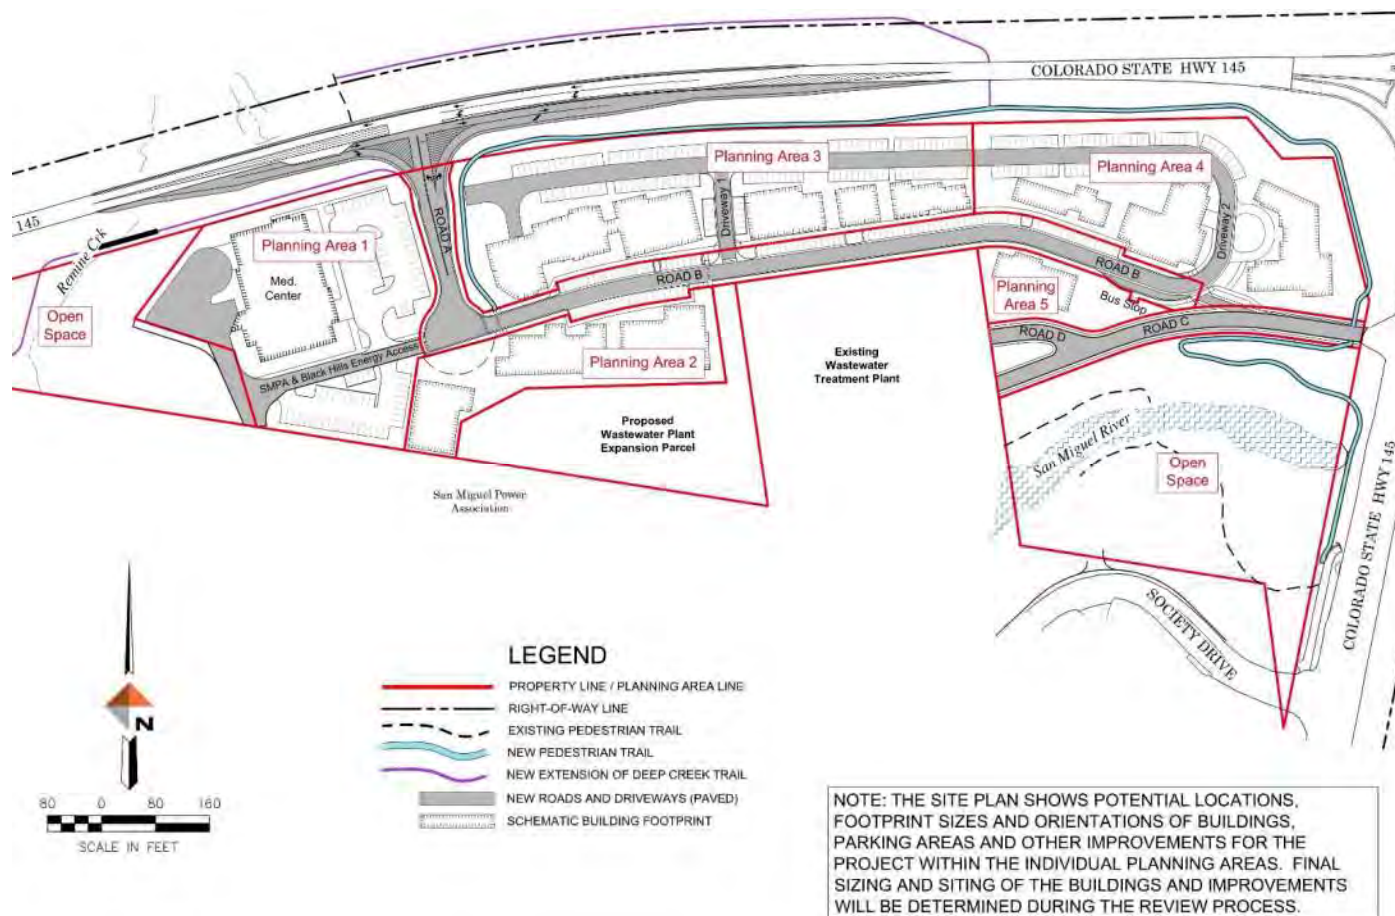 COLORADO STATE HWY 145
145
Remine Crk
Open
Space
Planning Area 1
Med.
Center
ROAD A
SMPA & Black Hills Energy Access
Planning Area 3
Driveway 1
ROAD B
Planning Area 2
Planning Area 4
Driveway 2
ROAD B
Planning
Area 5
Bus Stop
ROAD C
ROAD D
Existing
Wastewater
Treatment Plant
Proposed
Wastewater Plant
Expansion Parcel
San Miguel Power
Association
San Miguel River
Open
Space
SOCIETY DRIVE
COLORADO STATE HWY 145
N
80 0 80 160
SCALE IN FEET
LEGEND
PROPERTY LINE / PLANNING AREA LINE
RIGHT-OF-WAY LINE
EXISTING PEDESTRIAN TRAIL
NEW PEDESTRIAN TRAIL
NEW EXTENSION OF DEEP CREEK TRAIL
NEW ROADS AND DRIVEWAYS (PAVED)
SCHEMATIC BUILDING FOOTPRINT
NOTE: THE SITE PLAN SHOWS POTENTIAL LOCATIONS,
FOOTPRINT SIZES AND ORIENTATIONS OF BUILDINGS,
PARKING AREAS AND OTHER IMPROVEMENTS FOR THE
PROJECT WITHIN THE INDIVIDUAL PLANNING AREAS. FINAL
SIZING AND SITING OF THE BUILDINGS AND IMPROVEMENTS
WILL BE DETERMINED DURING THE REVIEW PROCESS.